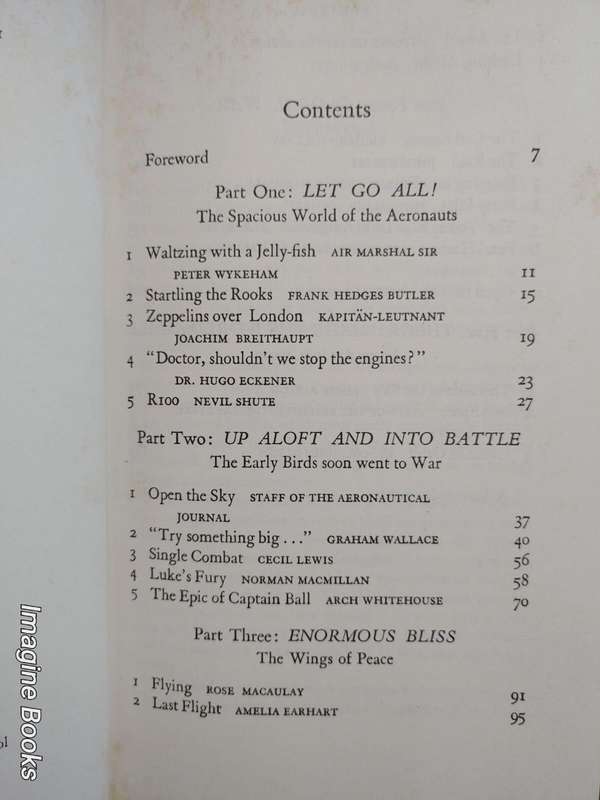 Contents
Foreword 7
Part One: LET GO ALL!
The Spacious World of the Aeronauts
1 Waltzing with a Jelly-fish AIR MARSHAL SIR
PETER WYKEHAM 11
2 Startling the Rooks FRANK HEDGES BUTLER 15
3 Zeppelins over London KAPITÄN-LEUTNANT
JOACHIM BREITHAUPT 19
4 "Doctor, shouldn't we stop the engines?"
DR. HUGO ECKENER 23
5 R100 NEVIL SHUTE 27
Part Two: UP ALOFT AND INTO BATTLE
The Early Birds soon went to War
1 Open the Sky STAFF OF THE AERONAUTICAL
JOURNAL 37
2 "Try something big ..." GRAHAM WALLACE 40
3 Single Combat CECIL LEWIS 56
4 Luke's Fury NORMAN MACMILLAN 58
5 The Epic of Captain Ball ARCH WHITEHOUSE 70
Part Three: ENORMOUS BLISS
The Wings of Peace
1 Flying ROSE MACAULAY 91
2 Last Flight AMELIA EARHART 95
Imagine Books